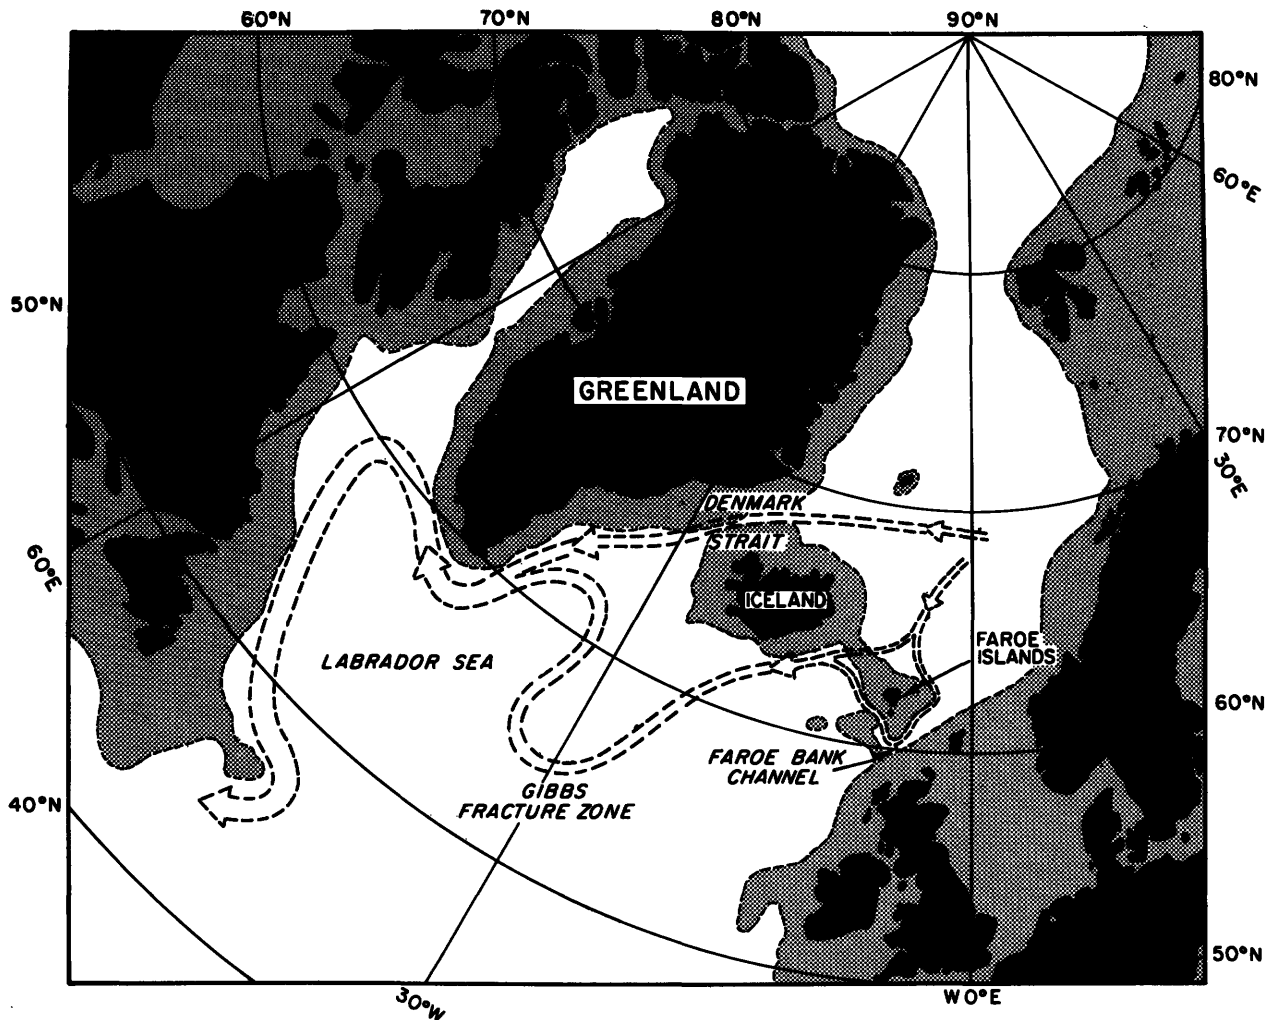 60°N
70°N
80°N
90°N
80°N
60°E
50°N
GREENLAND
70°N
30°E
DENMARK
STRAIT
60°E
ICELAND
FAROE
ISLANDS
LABRADOR SEA
60°N
FAROE BANK
CHANNEL
GIBBS
FRACTURE ZONE
40°N
50°N
30°W
W0°E